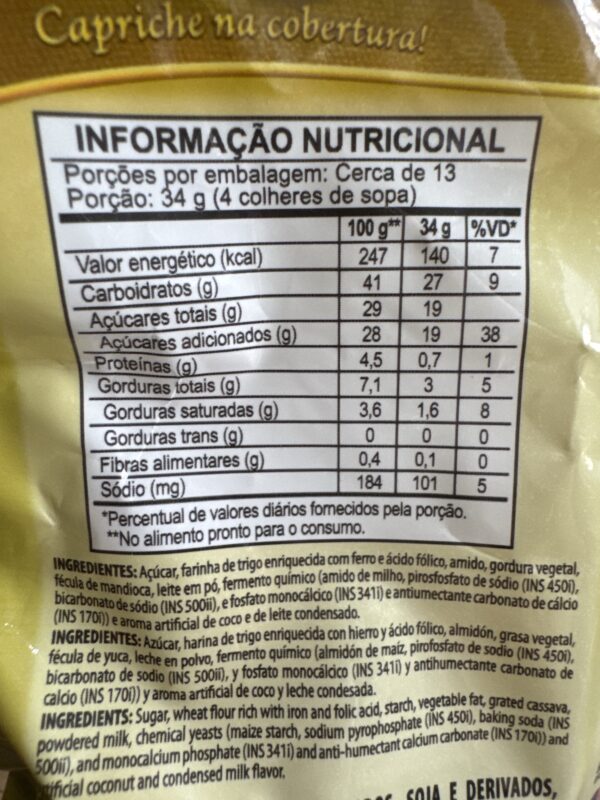 Capriche na cobertura!
INFORMAÇÃO NUTRICIONAL
Porções por embalagem: Cerca de 13
Porção: 34 g (4 colheres de sopa)
100 g** 34 g %VD*
Valor energético (kcal) 247 140 7
Carboidratos (g) 41 27 9
Açúcares totais (g) 29 19
Açúcares adicionados (g) 28 19 38
Proteínas (g) 4,5 0,7 1
Gorduras totais (g) 7,1 3 5
Gorduras saturadas (g) 3,6 1,6 8
Gorduras trans (g) 0 0 0
Fibras alimentares (g) 0,4 0,1 0
Sódio (mg) 184 101 5
*Percentual de valores diários fornecidos pela porção.
**No alimento pronto para o consumo.
INGREDIENTES: Açúcar, farinha de trigo enriquecida com ferro e ácido fólico, amido, gordura vegetal,
fécula de mandioca, leite em pó, fermento químico (amido de milho, pirosfosfato de sódio (INS 450i),
bicarbonato de sódio (INS 500ii), e fosfato monocálcico (INS 341i) e antiumectante carbonato de cálcio
(INS 170i)) e aroma artificial de coco e de leite condensado.
INGREDIENTES: Azúcar, harina de trigo enriquecida con hierro y ácido fólico, almidón, grasa vegetal,
fécula de yuca, leche en polvo, fermento químico (almidón de maíz, pirofosfato de sodio (INS 450i),
bicarbonato de sodio (INS 500ii), y fosfato monocálcico (INS 341i) y antihumectante carbonato de
calcio (INS 170i)) y aroma artificial de coco y leche condesada.
INGREDIENTS: Sugar, wheat flour rich with iron and folic acid, starch, vegetable fat, grated cassava,
powdered milk, chemical yeasts (maize starch, sodium pyrophosphate (INS 450i), baking soda (INS
500ii), and monocalcium phosphate (INS 341i) and anti-humectant calcium carbonate (INS 170i)) and
artificial coconut and condensed milk flavor.
SOJA E DERIVADOS,